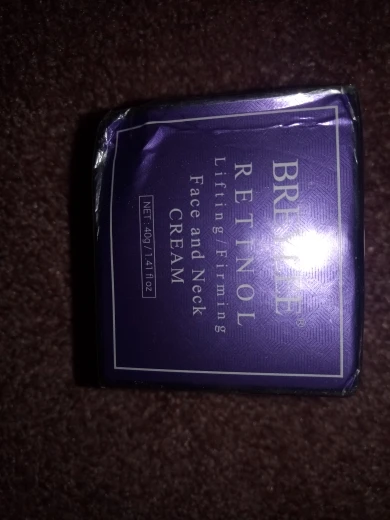 RETINOL
Lifting/Firming
Face and Neck
CREAM
NET : 40g / 1.41 fl oz